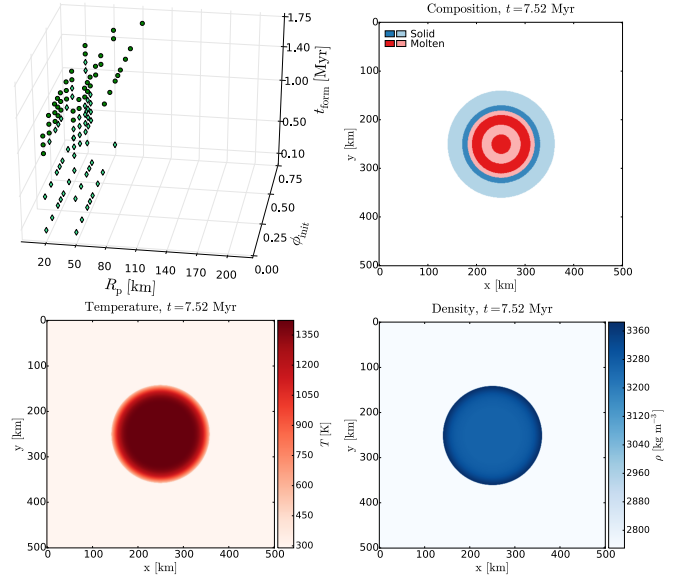 1.75
1.40
1.00
0.50
0.10
t_form [Myr]
0.75
0.50
0.25
0.00
ϕ_init
20 50 80 110 140 170 200
R_p [km]
Composition, t=7.52 Myr
Solid
Molten
0
100
200
300
400
500
y [km]
0 100 200 300 400 500
x [km]
Temperature, t=7.52 Myr
0
100
200
300
400
500
y [km]
0 100 200 300 400 500
x [km]
1350
1200
1050
900
750
600
450
300
T [K]
Density, t=7.52 Myr
0
100
200
300
400
500
y [km]
0 100 200 300 400 500
x [km]
3360
3280
3200
3120
3040
2960
2880
2800
ρ [kg m⁻³]